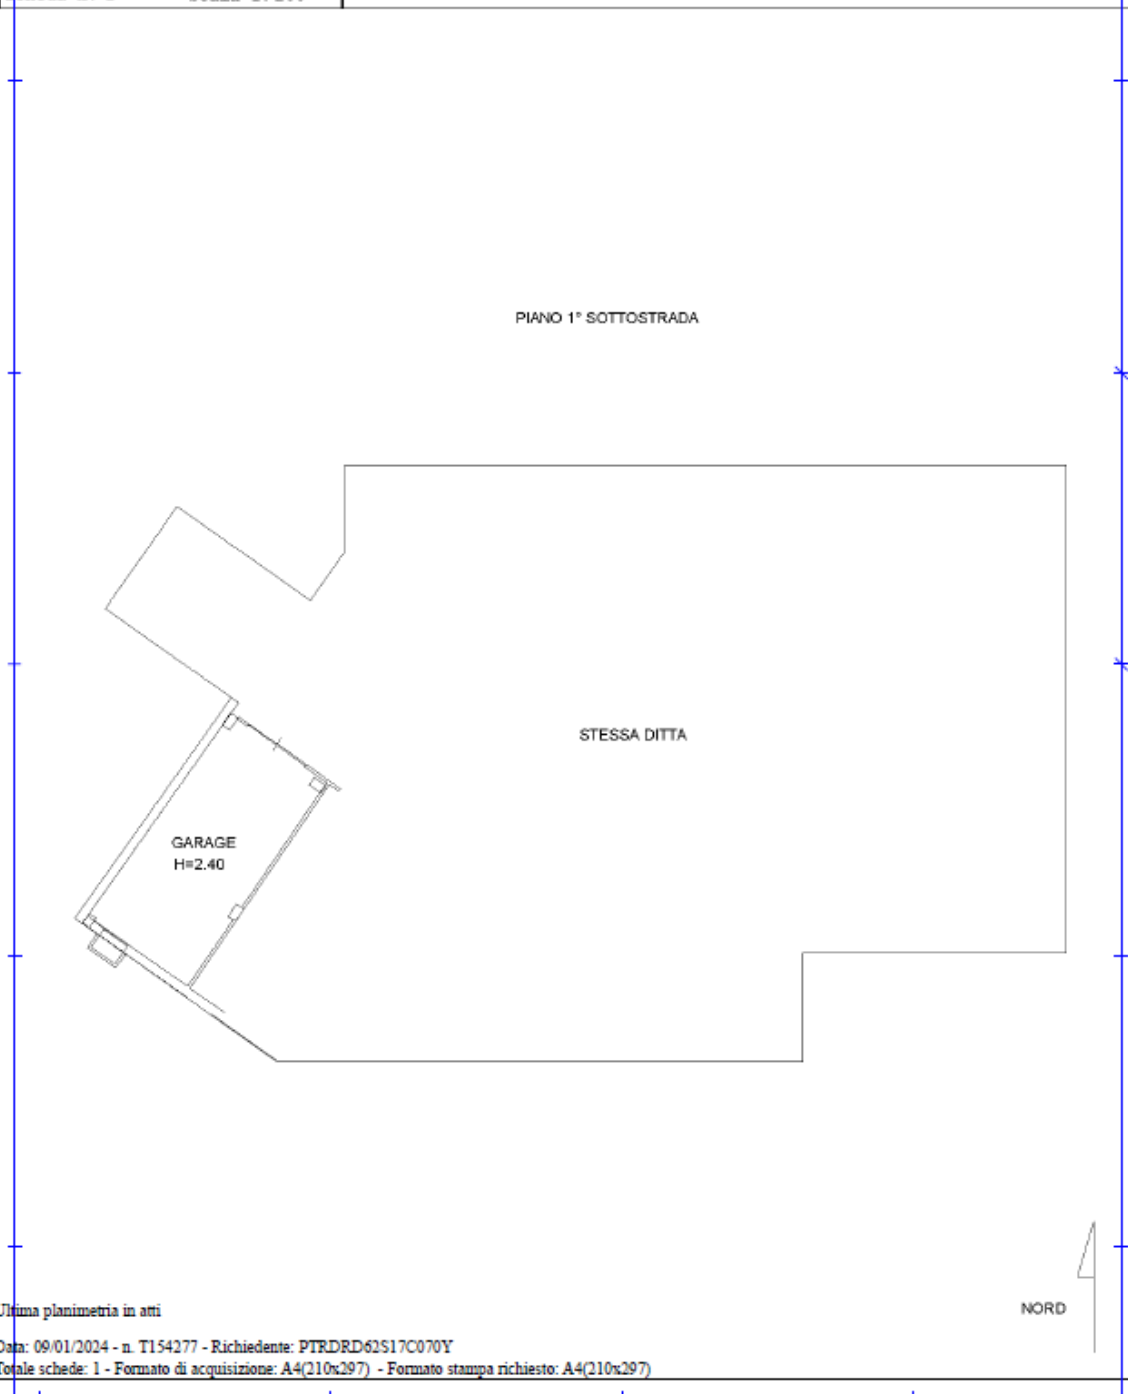 PIANO 1° SOTTOSTRADA
STESSA DITTA
GARAGE
H=2.40
NORD
Ultima planimetria in atti
Data: 09/01/2024 - n. T154277 - Richiedente: PTRDRD62S17C070Y
Totale schede: 1 - Formato di acquisizione: A4(210x297) - Formato stampa richiesto: A4(210x297)